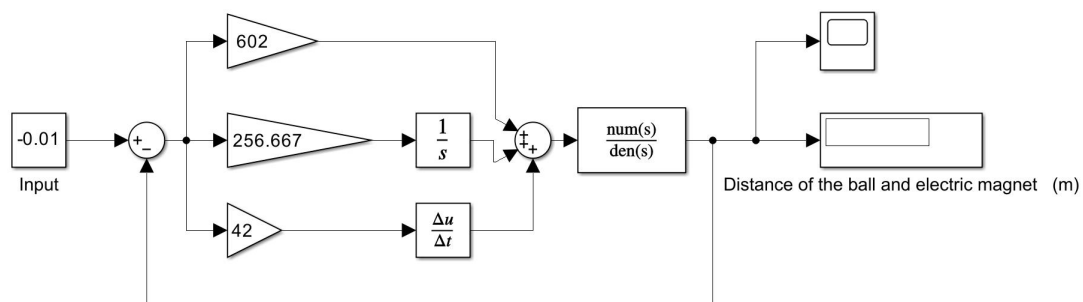 602
-0.01
+
−
256.667
1
s
+
+
+
num(s)
den(s)
Input
Distance of the ball and electric magnet (m)
42
Δu
Δt